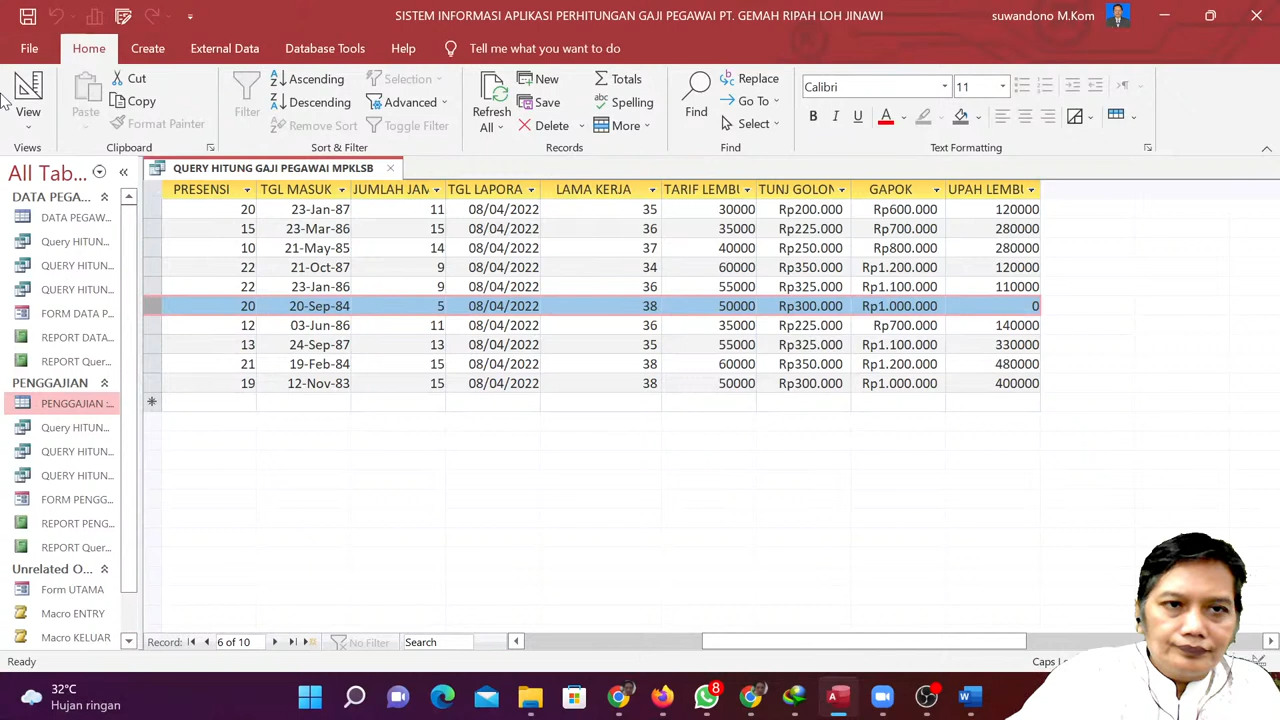 SISTEM INFORMASI APLIKASI PERHITUNGAN GAJI PEGAWAI PT. GEMAH RIPAH LOH JINAWI
suwandono M.Kom
File Home Create External Data Database Tools Help Tell me what you want to do
View
Paste
Cut
Copy
Format Painter
Filter
Ascending
Descending
Remove Sort
Selection
Advanced
Toggle Filter
Refresh
All
New
Save
Delete
Totals
Spelling
More
Find
Replace
Go To
Select
Calibri 11
B I U A
Views Clipboard Sort & Filter Records Find Text Formatting
All Tab...
DATA PEGA...
DATA PEGAW...
Query HITUN...
QUERY HITUN...
QUERY HITUN...
FORM DATA P...
REPORT DATA...
REPORT Quer...
PENGGAJIAN
PENGGAJIAN :...
Query HITUN...
QUERY HITUN...
QUERY HITUN...
FORM PENGG...
REPORT PENG...
REPORT Quer...
Unrelated O...
Form UTAMA
Macro ENTRY
Macro KELUAR
QUERY HITUNG GAJI PEGAWAI MPKLSB
PRESENSI TGL MASUK JUMLAH JAM TGL LAPORA LAMA KERJA TARIF LEMBU TUNJ GOLON GAPOK UPAH LEMBU
20 23-Jan-87 11 08/04/2022 35 30000 Rp200.000 Rp600.000 120000
15 23-Mar-86 15 08/04/2022 36 35000 Rp225.000 Rp700.000 280000
10 21-May-85 14 08/04/2022 37 40000 Rp250.000 Rp800.000 280000
22 21-Oct-87 9 08/04/2022 34 60000 Rp350.000 Rp1.200.000 120000
22 23-Jan-86 9 08/04/2022 36 55000 Rp325.000 Rp1.100.000 110000
20 20-Sep-84 5 08/04/2022 38 50000 Rp300.000 Rp1.000.000 0
12 03-Jun-86 11 08/04/2022 36 35000 Rp225.000 Rp700.000 140000
13 24-Sep-87 13 08/04/2022 35 55000 Rp325.000 Rp1.100.000 330000
21 19-Feb-84 15 08/04/2022 38 60000 Rp350.000 Rp1.200.000 480000
19 12-Nov-83 15 08/04/2022 38 50000 Rp300.000 Rp1.000.000 400000
Record: 6 of 10 No Filter Search
Ready
Caps
32°C
Hujan ringan
8